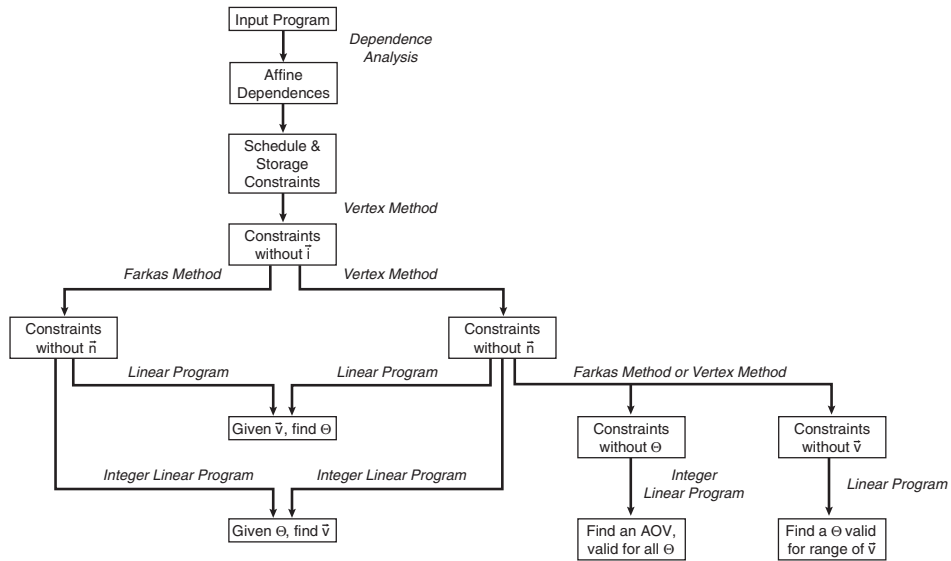 Input Program
Dependence
Analysis
Affine
Dependences
Schedule &
Storage
Constraints
Vertex Method
Constraints
without i⃗
Farkas Method
Vertex Method
Constraints
without n⃗
Constraints
without n⃗
Linear Program
Linear Program
Farkas Method or Vertex Method
Given v⃗, find Θ
Constraints
without Θ
Constraints
without v⃗
Integer Linear Program
Integer Linear Program
Integer
Linear Program
Linear Program
Given Θ, find v⃗
Find an AOV,
valid for all Θ
Find a Θ valid
for range of v⃗